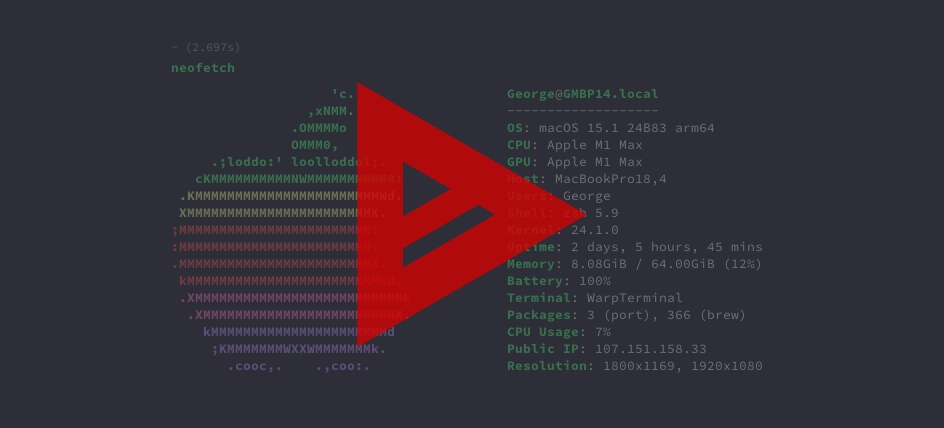 ~ (2.697s)
neofetch
'c.
,xNMM.
.OMMMMo
OMMM0,
.;loddo:' loolloddol;.
cKMMMMMMMMMMNWMMMMMMMMMM0:
.KMMMMMMMMMMMMMMMMMMMMMMMWd.
XMMMMMMMMMMMMMMMMMMMMMMMX.
;MMMMMMMMMMMMMMMMMMMMMMMM:
:MMMMMMMMMMMMMMMMMMMMMMMM:
.MMMMMMMMMMMMMMMMMMMMMMMMX.
kMMMMMMMMMMMMMMMMMMMMMMMMWd.
.XMMMMMMMMMMMMMMMMMMMMMMMMMMk
.XMMMMMMMMMMMMMMMMMMMMMMMMK.
kMMMMMMMMMMMMMMMMMMMMMMd
;KMMMMMMMWXXWMMMMMMMk.
.cooc,. .,coo:.
George@GMBP14.local
-------------------
OS: macOS 15.1 24B83 arm64
CPU: Apple M1 Max
GPU: Apple M1 Max
Host: MacBookPro18,4
Users: George
Shell: zsh 5.9
Kernel: 24.1.0
Uptime: 2 days, 5 hours, 45 mins
Memory: 8.08GiB / 64.00GiB (12%)
Battery: 100%
Terminal: WarpTerminal
Packages: 3 (port), 366 (brew)
CPU Usage: 7%
Public IP: 107.151.158.33
Resolution: 1800x1169, 1920x1080